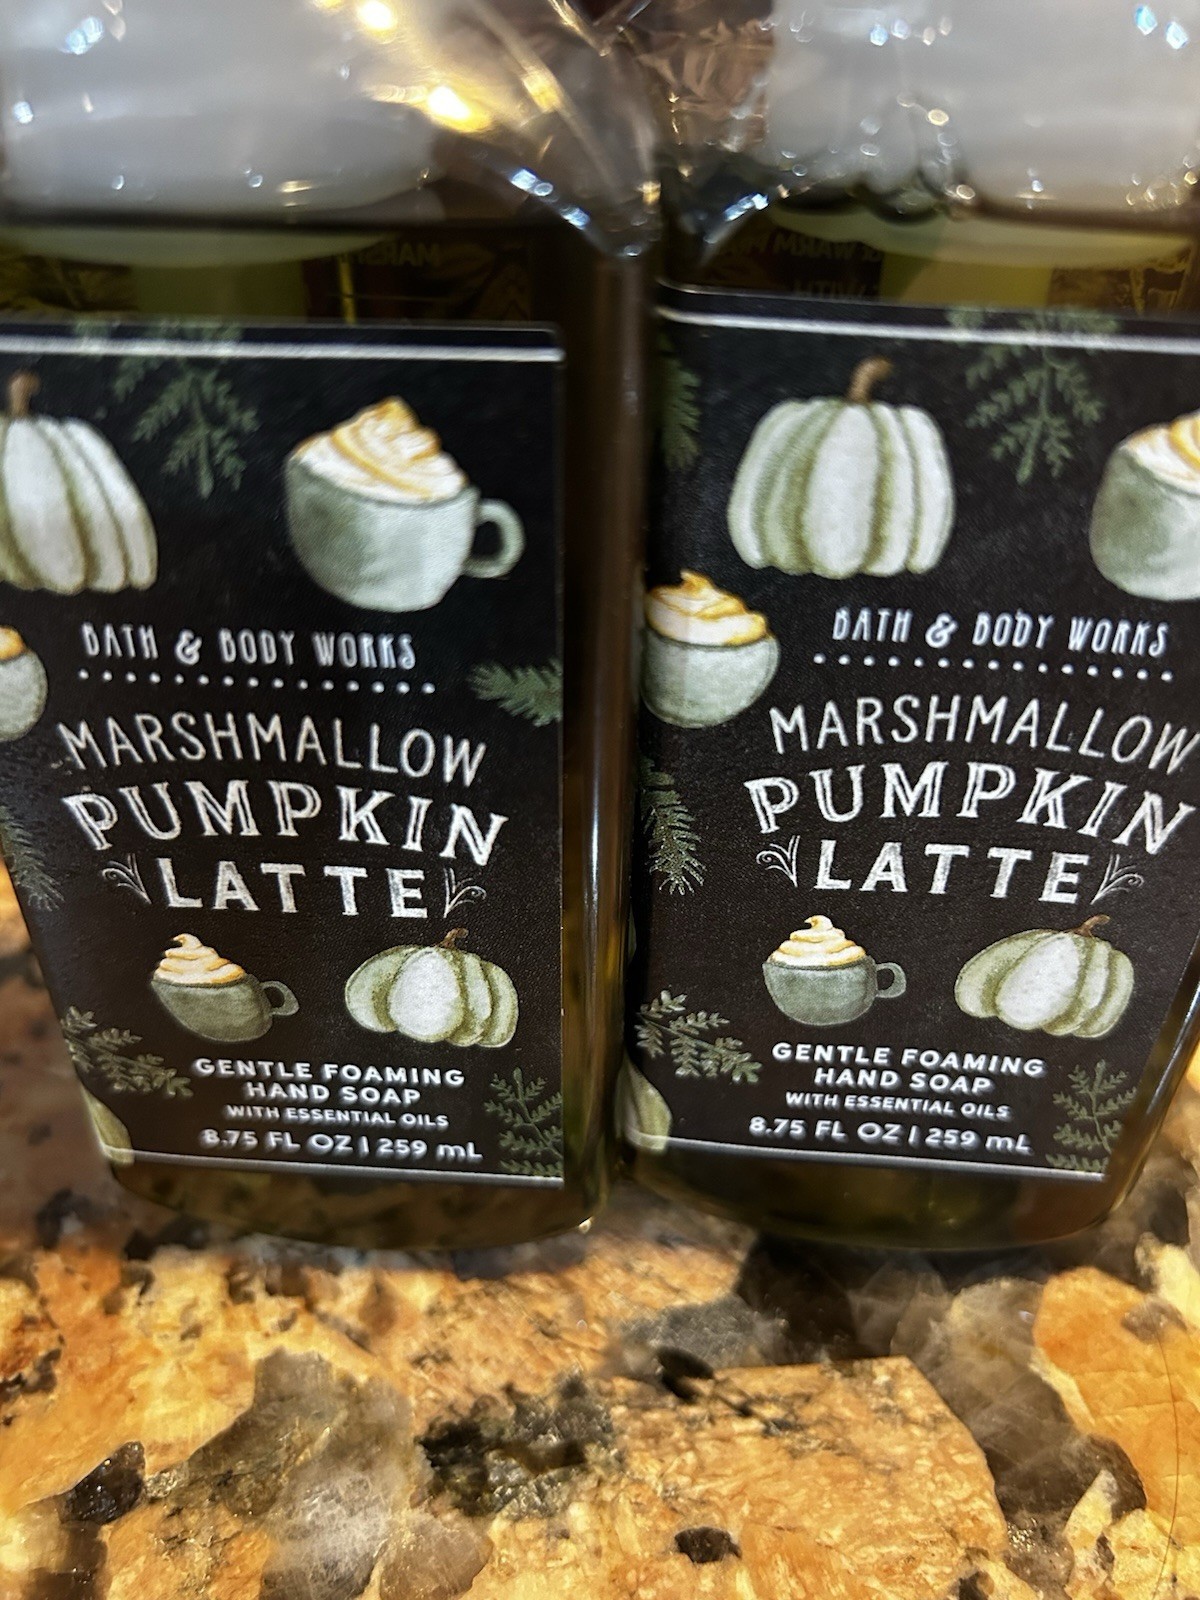 BATH & BODY WORKS
MARSHMALLOW
PUMPKIN
LATTE
GENTLE FOAMING
HAND SOAP
WITH ESSENTIAL OILS
8.75 FL OZ | 259 mL
BATH & BODY WORKS
MARSHMALLOW
PUMPKIN
LATTE
GENTLE FOAMING
HAND SOAP
WITH ESSENTIAL OILS
8.75 FL OZ | 259 mL